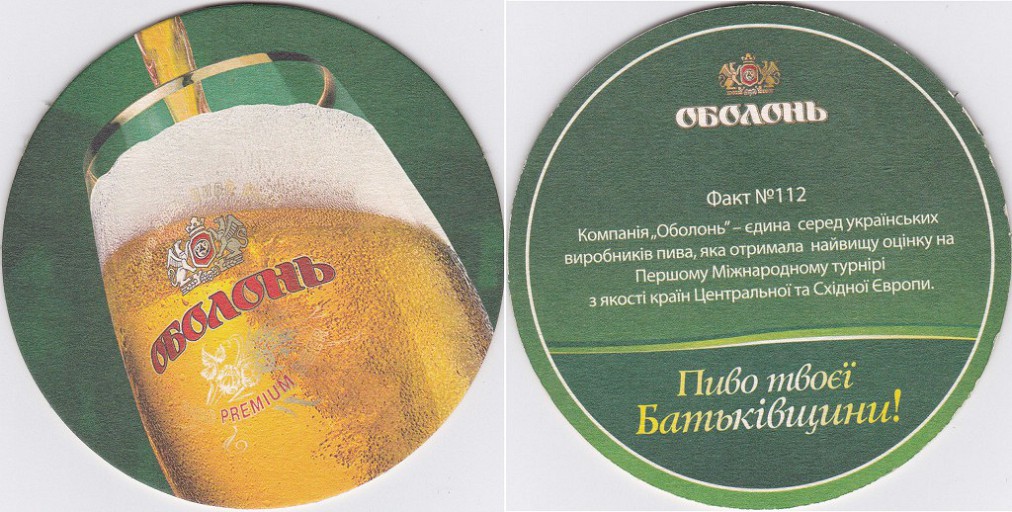 ОБОЛОНЬ
PREMIUM
ОБОЛОНЬ
Факт №112
Компанія „Оболонь” – єдина серед українських
виробників пива, яка отримала найвищу оцінку на
Першому Міжнародному турнірі
з якості країн Центральної та Східної Європи.
Пиво твоєї
Батьківщини!